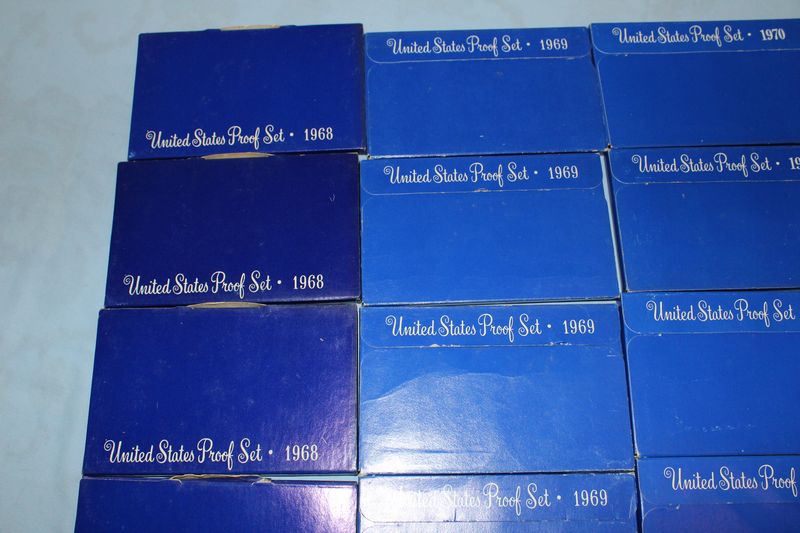 United States Proof Set • 1968
United States Proof Set • 1969
United States Proof Set • 1970
United States Proof Set • 1968
United States Proof Set • 1969
United States Proof Set •
United States Proof Set • 1968
United States Proof Set • 1969
United States Proof Set
United States Proof Set • 1969
United States Proof